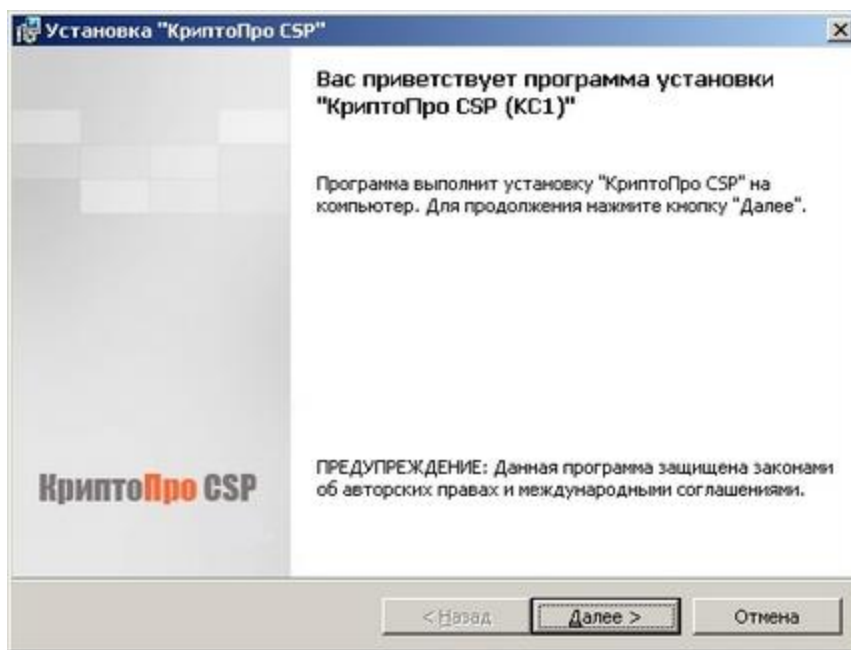 Установка "КриптоПро CSP"
Вас приветствует программа установки
"КриптоПро CSP (KC1)"
Программа выполнит установку "КриптоПро CSP" на
компьютер. Для продолжения нажмите кнопку "Далее".
КриптоПро CSP
ПРЕДУПРЕЖДЕНИЕ: Данная программа защищена законами
об авторских правах и международными соглашениями.
< Назад
Далее >
Отмена